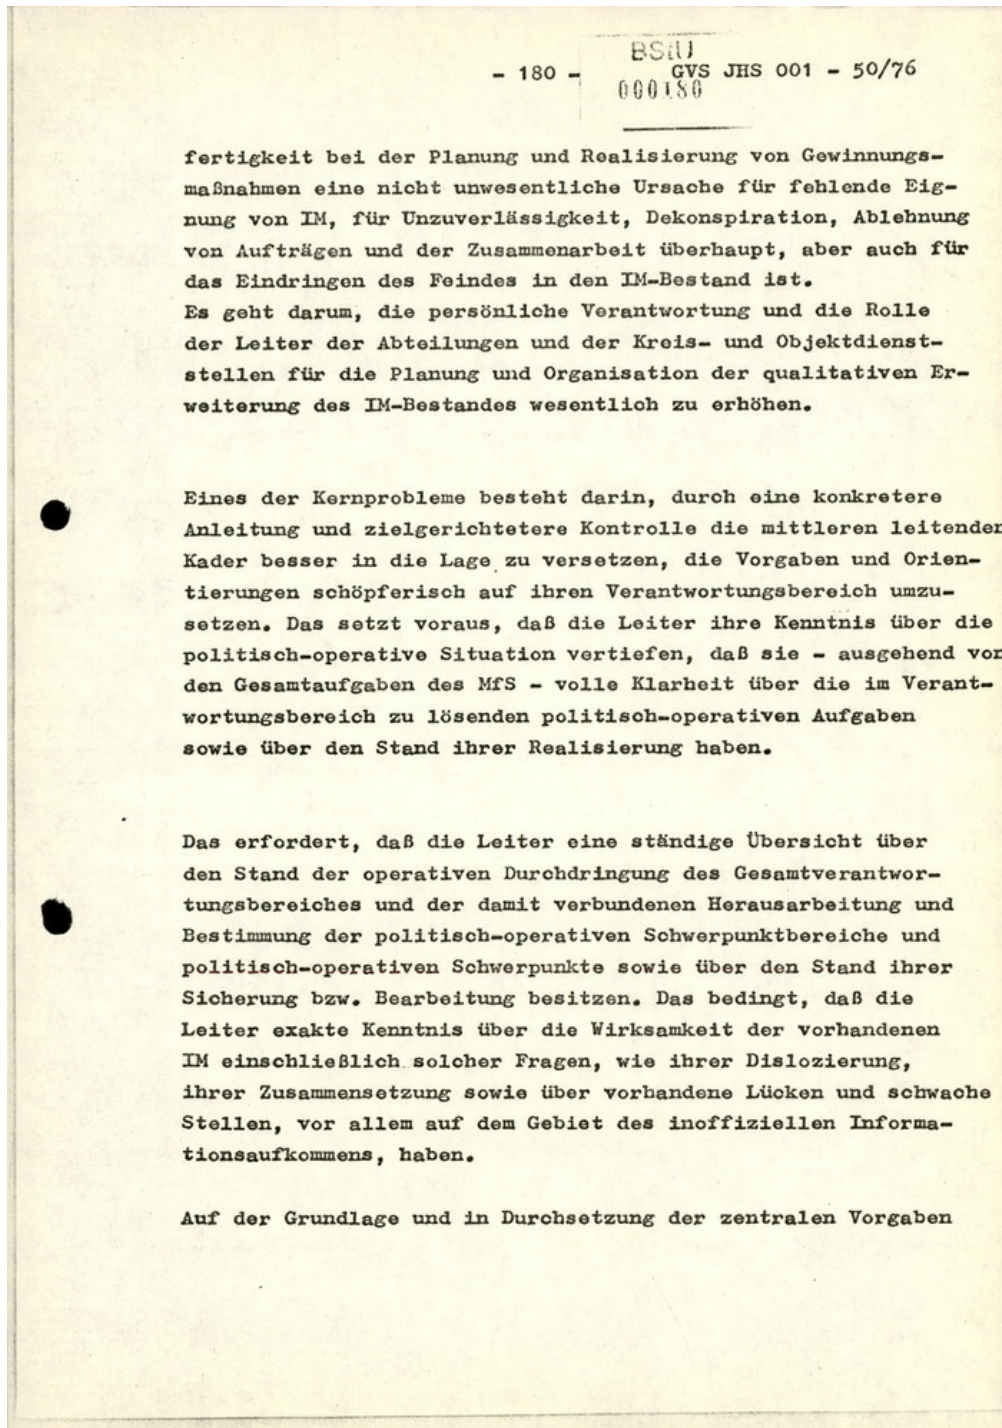 BStU
- 180 - GVS JHS 001 - 50/76
000180
fertigkeit bei der Planung und Realisierung von Gewinnungs-
maßnahmen eine nicht unwesentliche Ursache für fehlende Eig-
nung von IM, für Unzuverlässigkeit, Dekonspiration, Ablehnung
von Aufträgen und der Zusammenarbeit überhaupt, aber auch für
das Eindringen des Feindes in den IM-Bestand ist.
Es geht darum, die persönliche Verantwortung und die Rolle
der Leiter der Abteilungen und der Kreis- und Objektdienst-
stellen für die Planung und Organisation der qualitativen Er-
weiterung des IM-Bestandes wesentlich zu erhöhen.
Eines der Kernprobleme besteht darin, durch eine konkretere
Anleitung und zielgerichtetere Kontrolle die mittleren leitenden
Kader besser in die Lage zu versetzen, die Vorgaben und Orien-
tierungen schöpferisch auf ihren Verantwortungsbereich umzu-
setzen. Das setzt voraus, daß die Leiter ihre Kenntnis über die
politisch-operative Situation vertiefen, daß sie - ausgehend von
den Gesamtaufgaben des MfS - volle Klarheit über die im Verant-
wortungsbereich zu lösenden politisch-operativen Aufgaben
sowie über den Stand ihrer Realisierung haben.
Das erfordert, daß die Leiter eine ständige Übersicht über
den Stand der operativen Durchdringung des Gesamtverantwor-
tungsbereiches und der damit verbundenen Herausarbeitung und
Bestimmung der politisch-operativen Schwerpunktbereiche und
politisch-operativen Schwerpunkte sowie über den Stand ihrer
Sicherung bzw. Bearbeitung besitzen. Das bedingt, daß die
Leiter exakte Kenntnis über die Wirksamkeit der vorhandenen
IM einschließlich solcher Fragen, wie ihrer Dislozierung,
ihrer Zusammensetzung sowie über vorhandene Lücken und schwache
Stellen, vor allem auf dem Gebiet des inoffiziellen Informa-
tionsaufkommens, haben.
Auf der Grundlage und in Durchsetzung der zentralen Vorgaben